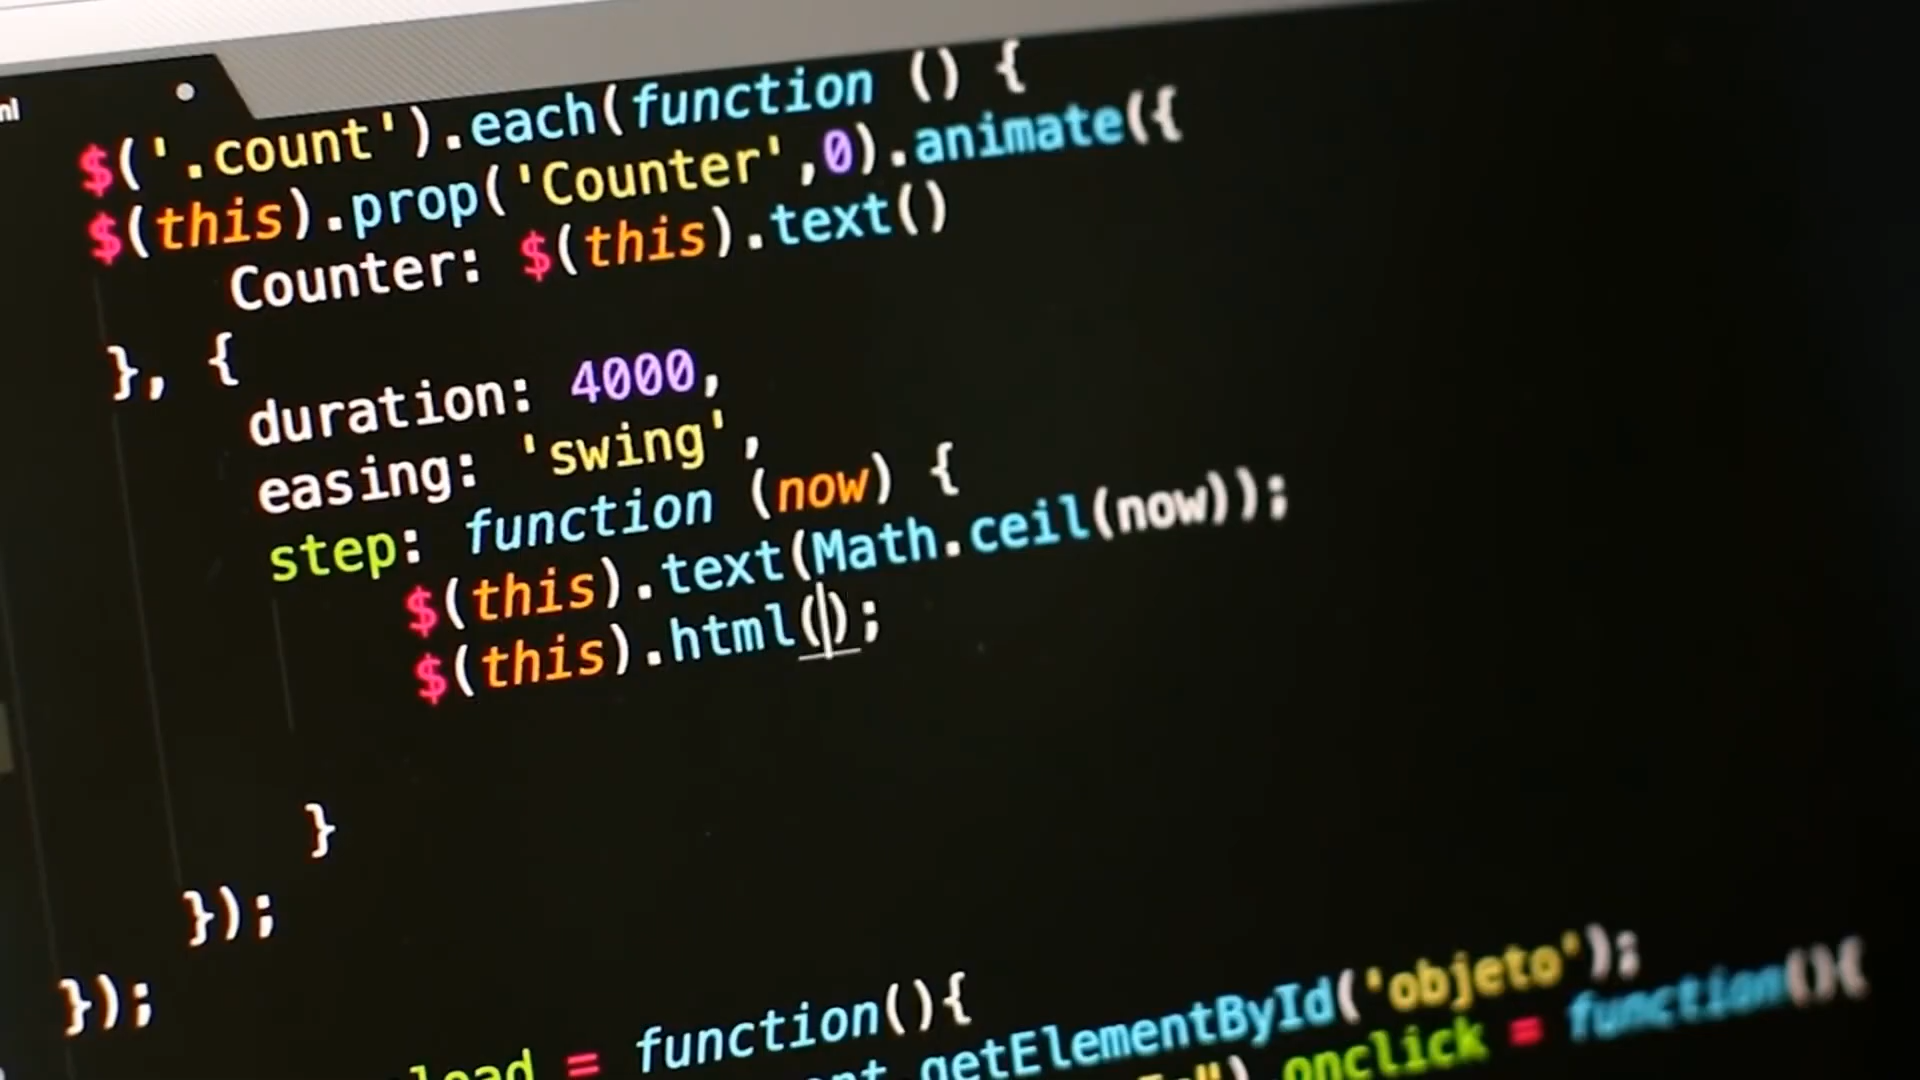 $('.count').each(function () {
$(this).prop('Counter',0).animate({
Counter: $(this).text()
}, {
duration: 4000,
easing: 'swing',
step: function (now) {
$(this).text(Math.ceil(now));
$(this).html();
}
});
});
= function(){
.getElementById('objeto');
).onclick = function(){